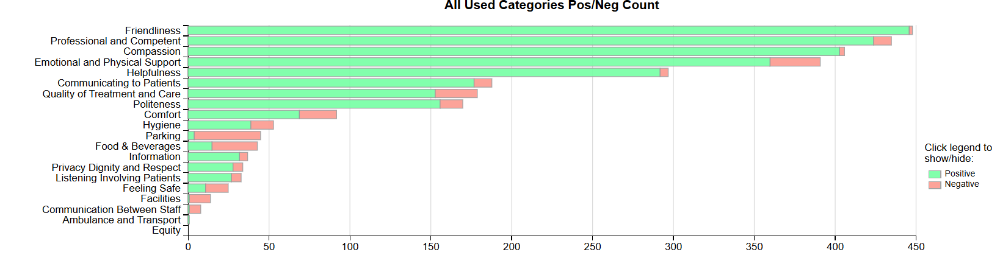 All Used Categories Pos/Neg Count
Friendliness
Professional and Competent
Compassion
Emotional and Physical Support
Helpfulness
Communicating to Patients
Quality of Treatment and Care
Politeness
Comfort
Hygiene
Parking
Food & Beverages
Information
Privacy Dignity and Respect
Listening Involving Patients
Feeling Safe
Facilities
Communication Between Staff
Ambulance and Transport
Equity
0 50 100 150 200 250 300 350 400 450
Click legend to
show/hide:
Positive
Negative